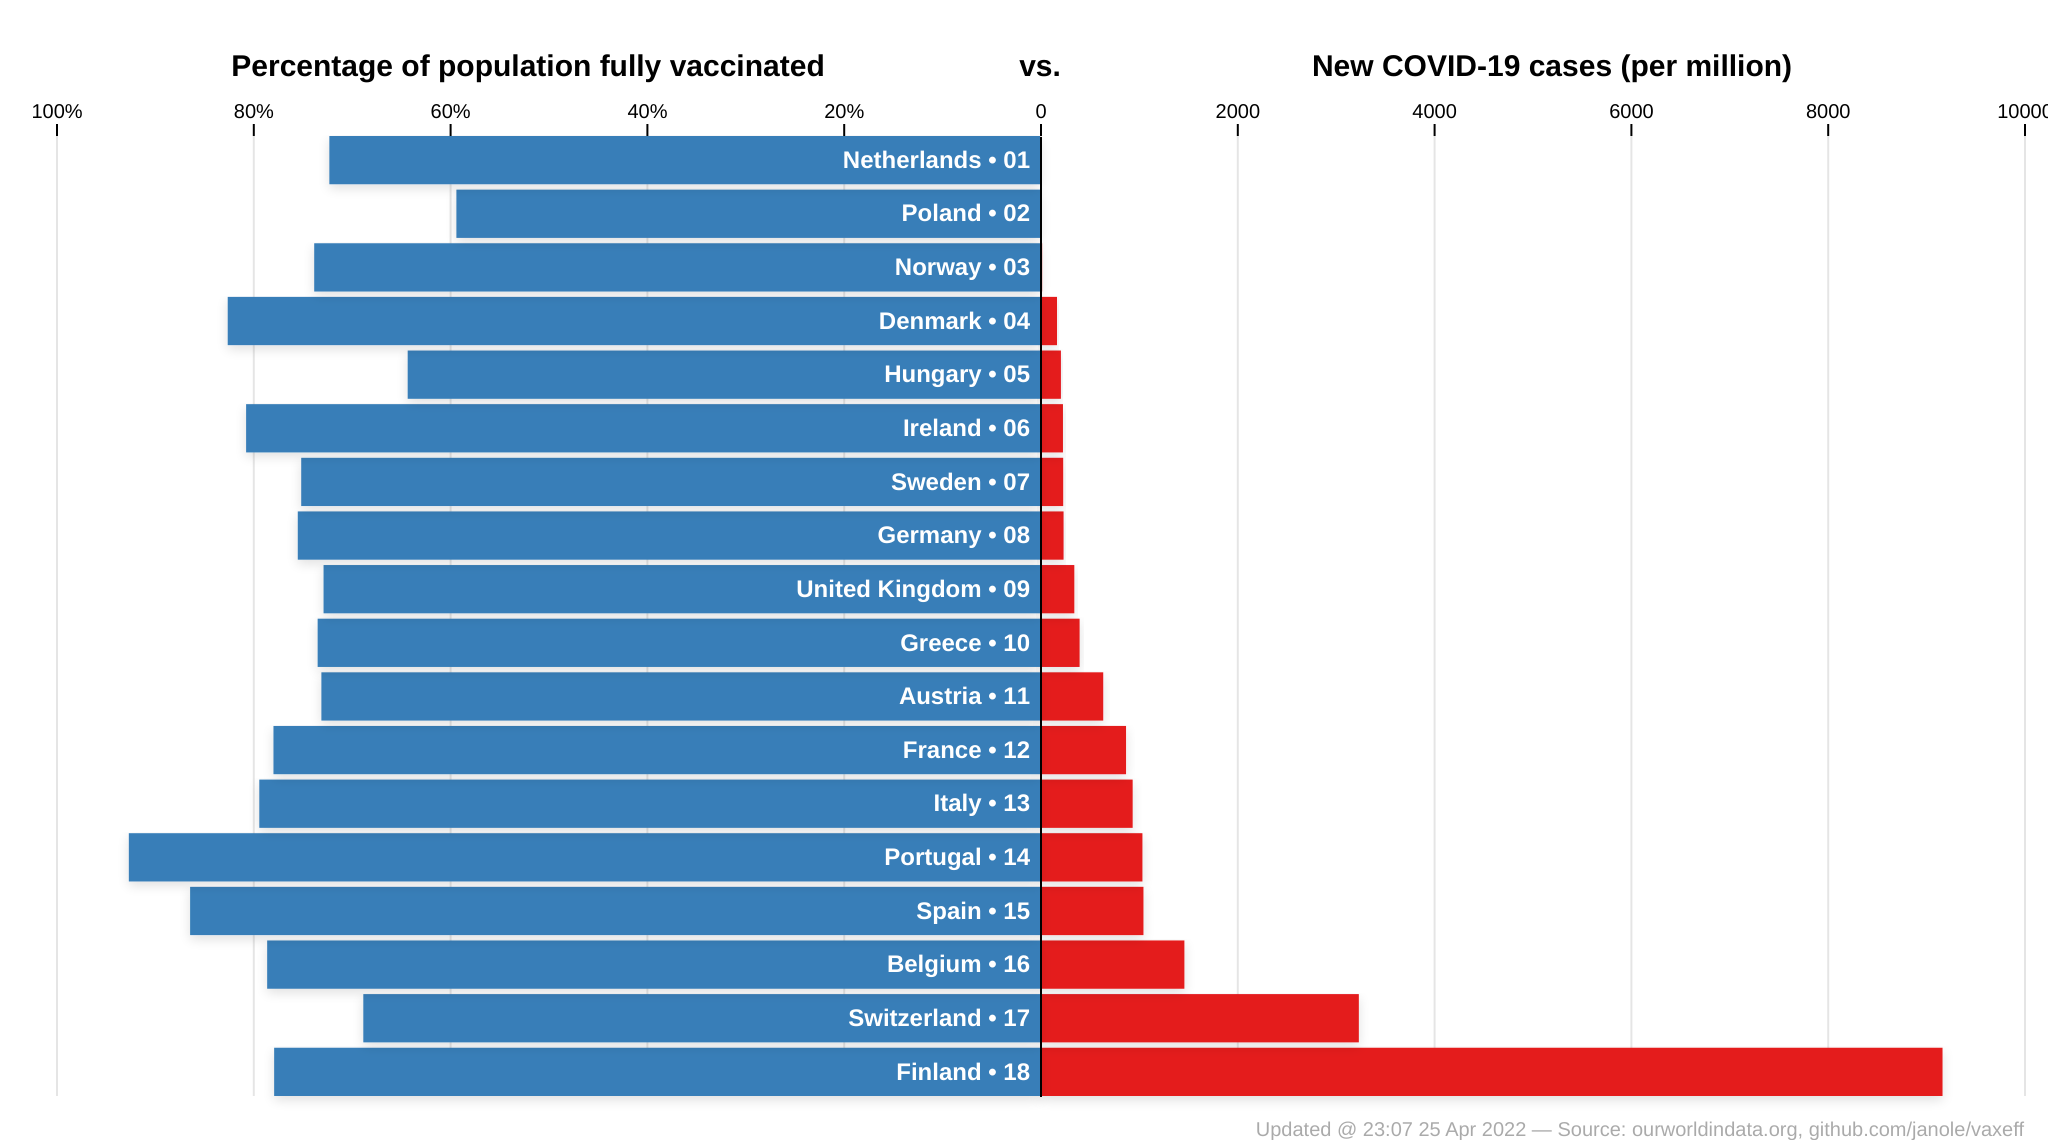 Percentage of population fully vaccinated vs. New COVID-19 cases (per million)
100% 80% 60% 40% 20% 0 2000 4000 6000 8000 10000
Netherlands • 01
Poland • 02
Norway • 03
Denmark • 04
Hungary • 05
Ireland • 06
Sweden • 07
Germany • 08
United Kingdom • 09
Greece • 10
Austria • 11
France • 12
Italy • 13
Portugal • 14
Spain • 15
Belgium • 16
Switzerland • 17
Finland • 18
Updated @ 23:07 25 Apr 2022 — Source: ourworldindata.org, github.com/janole/vaxeff